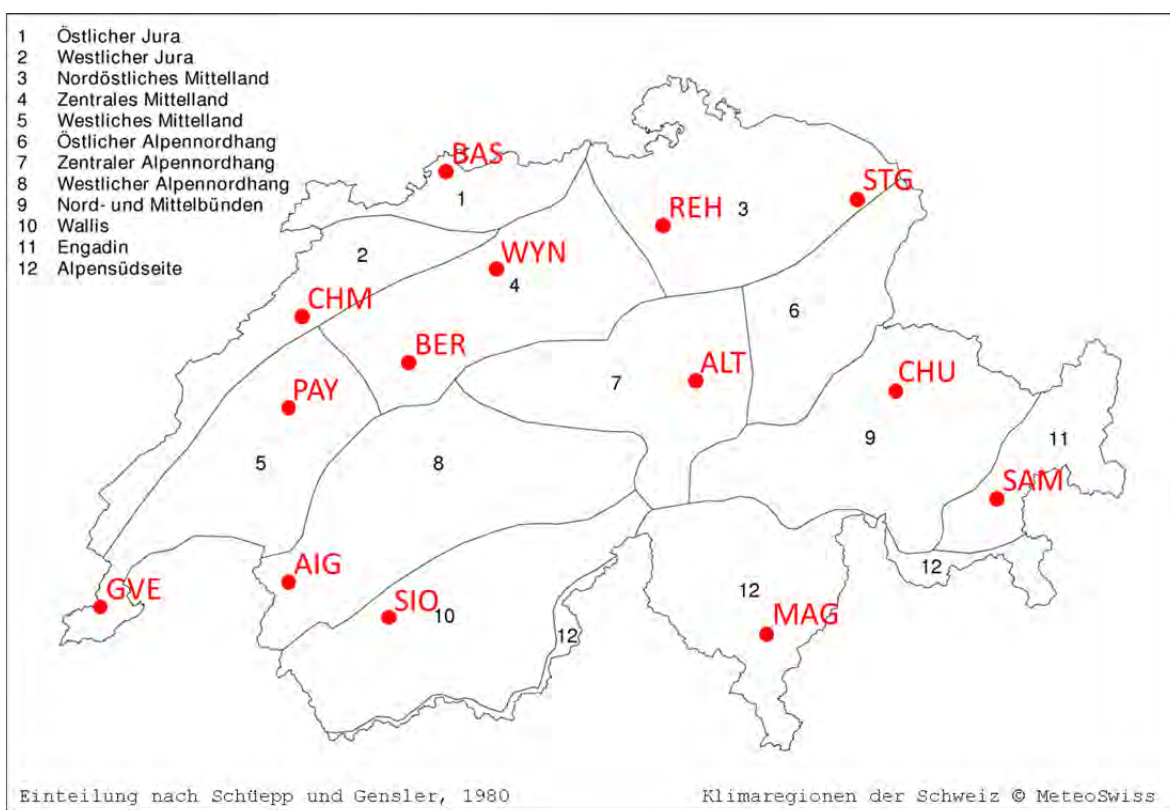 1 Östlicher Jura
2 Westlicher Jura
3 Nordöstliches Mittelland
4 Zentrales Mittelland
5 Westliches Mittelland
6 Östlicher Alpennordhang
7 Zentraler Alpennordhang
8 Westlicher Alpennordhang
9 Nord- und Mittelbünden
10 Wallis
11 Engadin
12 Alpensüdseite
BAS
1
STG
REH
3
2
WYN
4
CHM
6
BER
ALT
7
CHU
PAY
9
11
5
8
SAM
AIG
12
GVE
SIO
10
12
MAG
12
Einteilung nach Schüepp und Gensler, 1980
Klimaregionen der Schweiz © MeteoSwiss